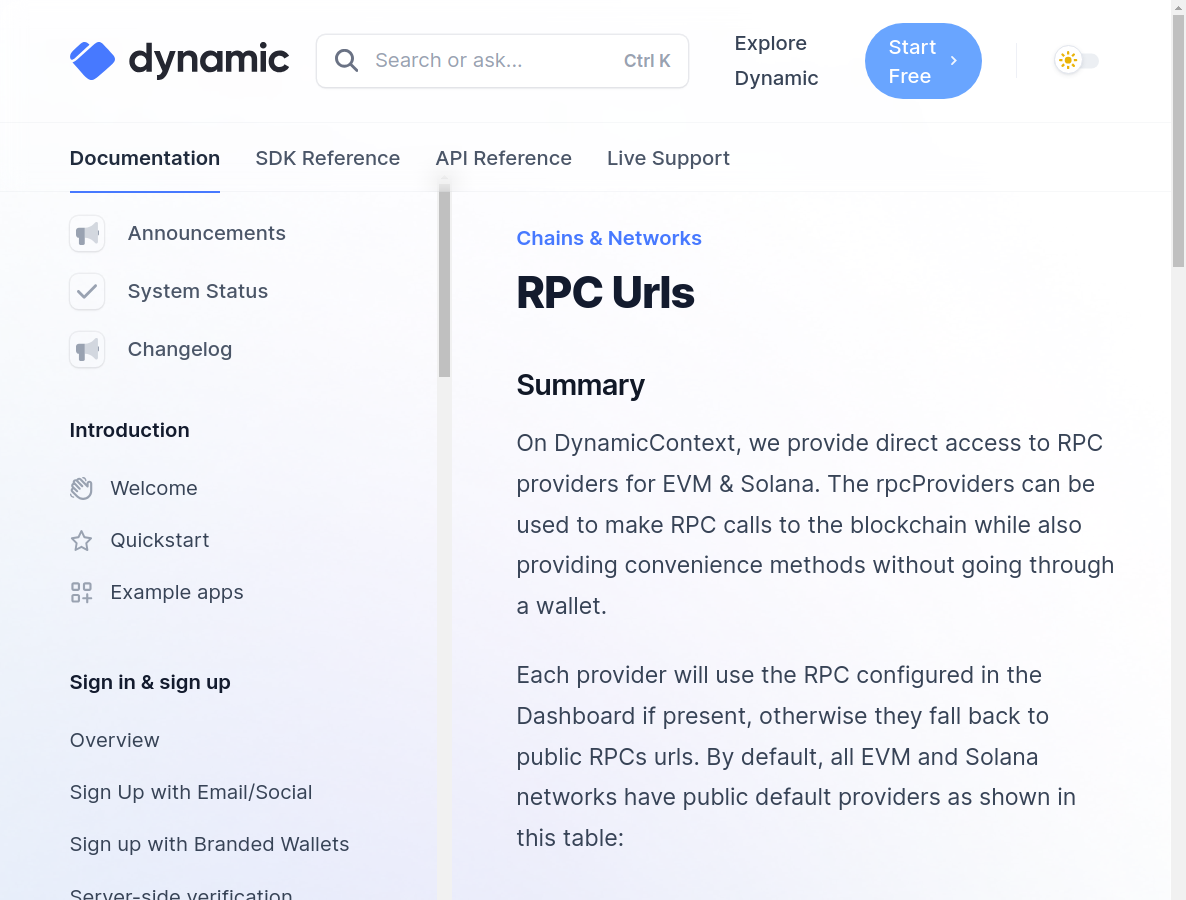 dynamic
Search or ask...
Ctrl K
Explore
Dynamic
Start
Free
Documentation
SDK Reference
API Reference
Live Support
Announcements
System Status
Changelog
Introduction
Welcome
Quickstart
Example apps
Sign in & sign up
Overview
Sign Up with Email/Social
Sign up with Branded Wallets
Server-side verification
Chains & Networks
RPC Urls
Summary
On DynamicContext, we provide direct access to RPC
providers for EVM & Solana. The rpcProviders can be
used to make RPC calls to the blockchain while also
providing convenience methods without going through
a wallet.
Each provider will use the RPC configured in the
Dashboard if present, otherwise they fall back to
public RPCs urls. By default, all EVM and Solana
networks have public default providers as shown in
this table: